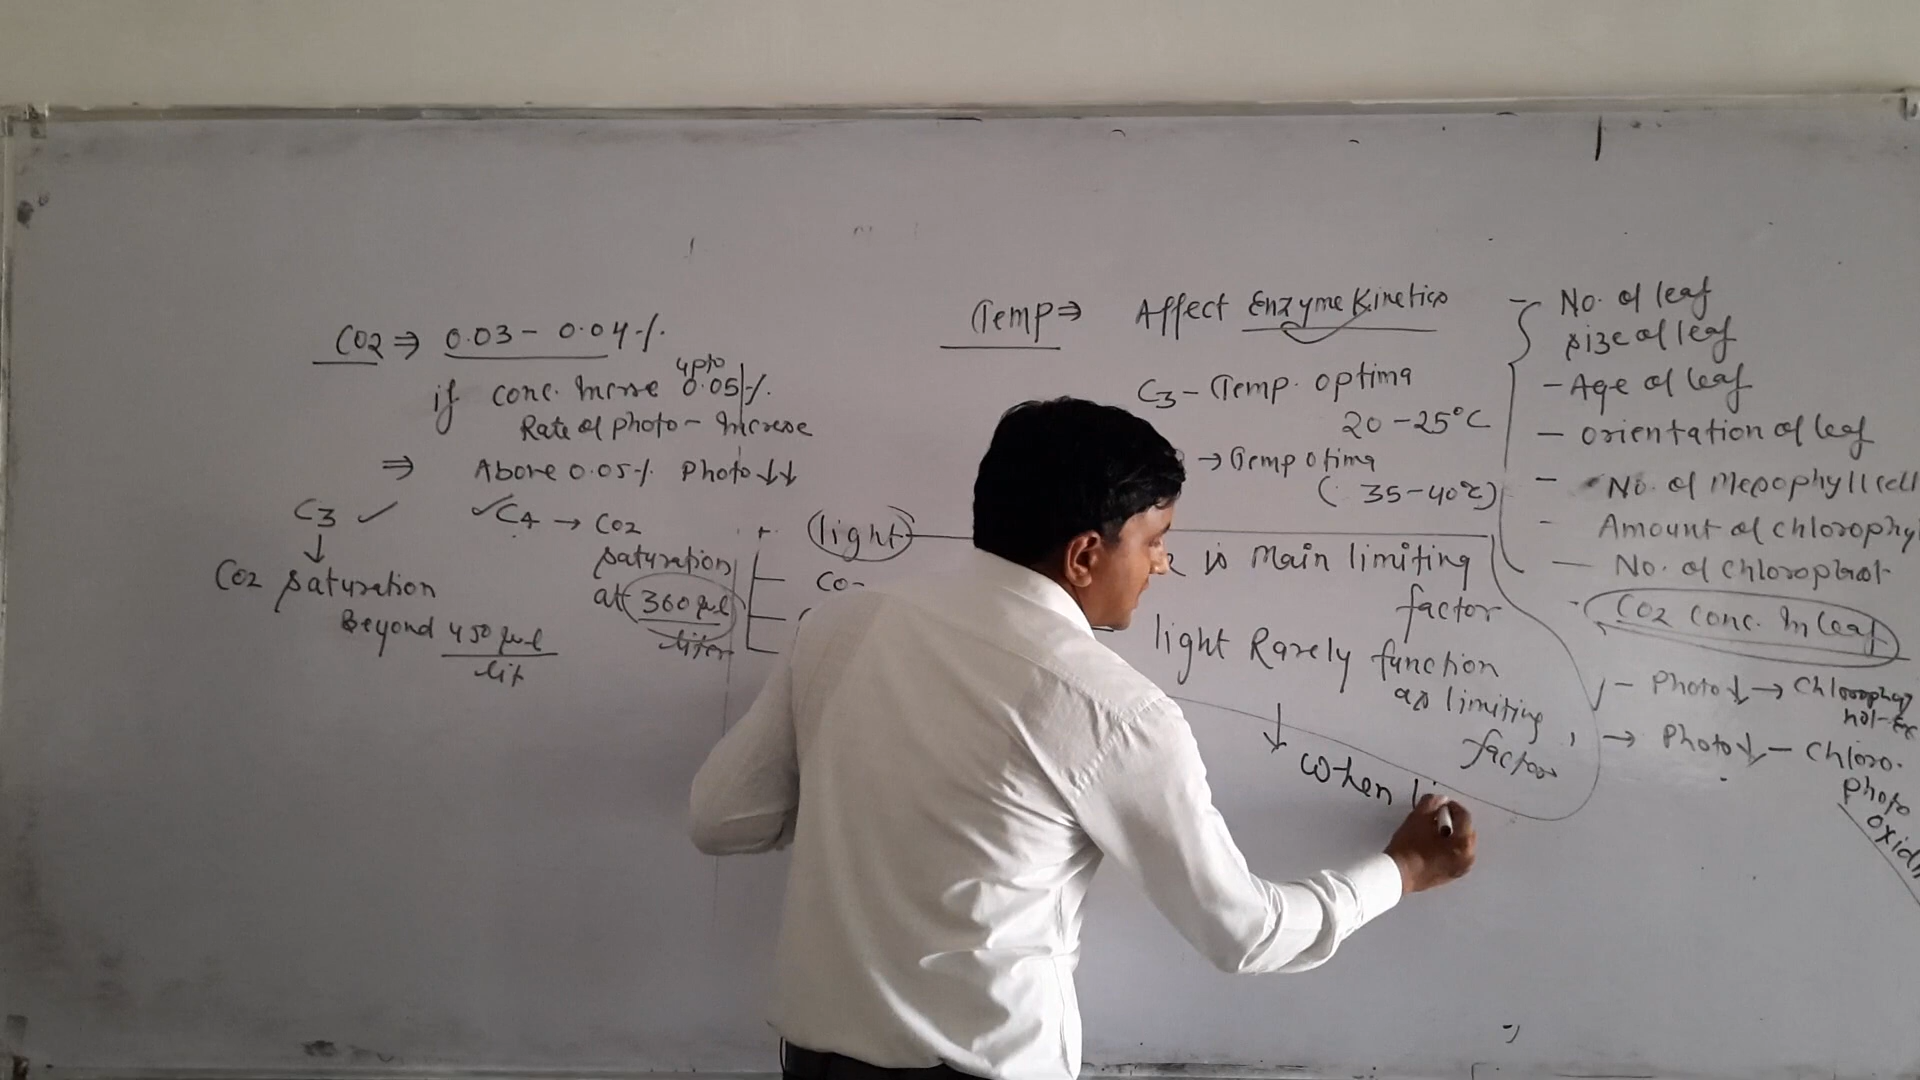 CO2 ⇒ 0.03 - 0.04 %.
upto
if conc. Incrse 0.05 %.
Rate of photo - Increse
⇒ Above 0.05 % Photo ↓↓
C3 ✓ ✓ C4 → CO2
saturation
at 360 μl
liter
↓
CO2 saturation
Beyond 450 μl
lit
Temp ⇒ Affect Enzyme Kinetics
C3 - Temp. optima
20 - 25°C
→ Temp otima
( 35-40°C)
light
CO
is Main limiting
factor
light Rarely function
as limiting
factor
↓ When li
- No. of leaf
size of leaf
- Age of leaf
- orientation of leaf
- No. of Mesophyll cell
- Amount of chlorophy
- No. of chloroplast
- CO2 conc. In leaf
- Photo ↓ →
→ Photo ↓ - Chloro.
photo
oxid